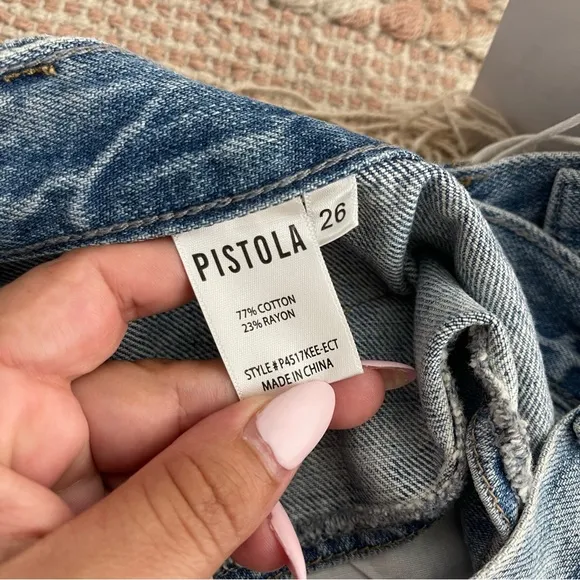 PISTOLA
26
77% COTTON
23% RAYON
STYLE#P4517KEE-ECT
MADE IN CHINA